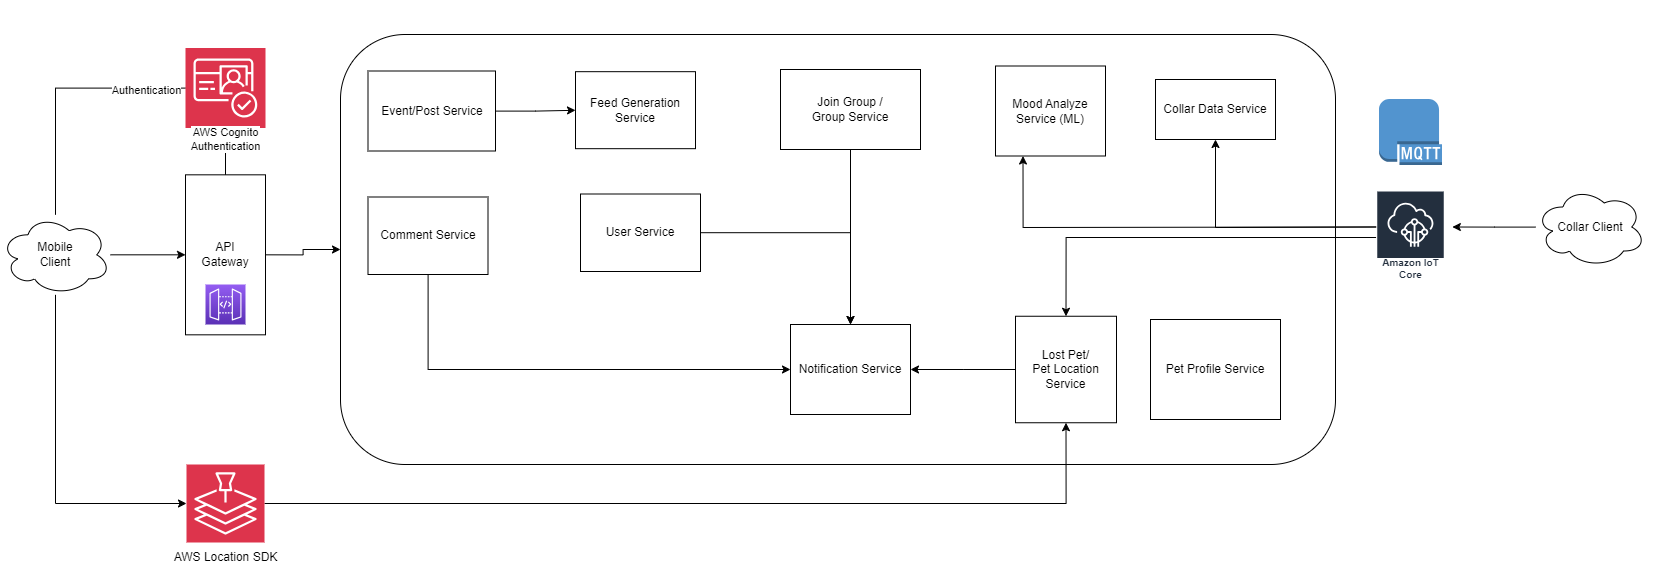 Authentication
AWS Cognito
Authentication
Mobile
Client
API
Gateway
AWS Location SDK
Event/Post Service
Feed Generation
Service
Join Group /
Group Service
Mood Analyze
Service (ML)
Collar Data Service
Comment Service
User Service
Notification Service
Lost Pet/
Pet Location
Service
Pet Profile Service
MQTT
Amazon IoT
Core
Collar Client